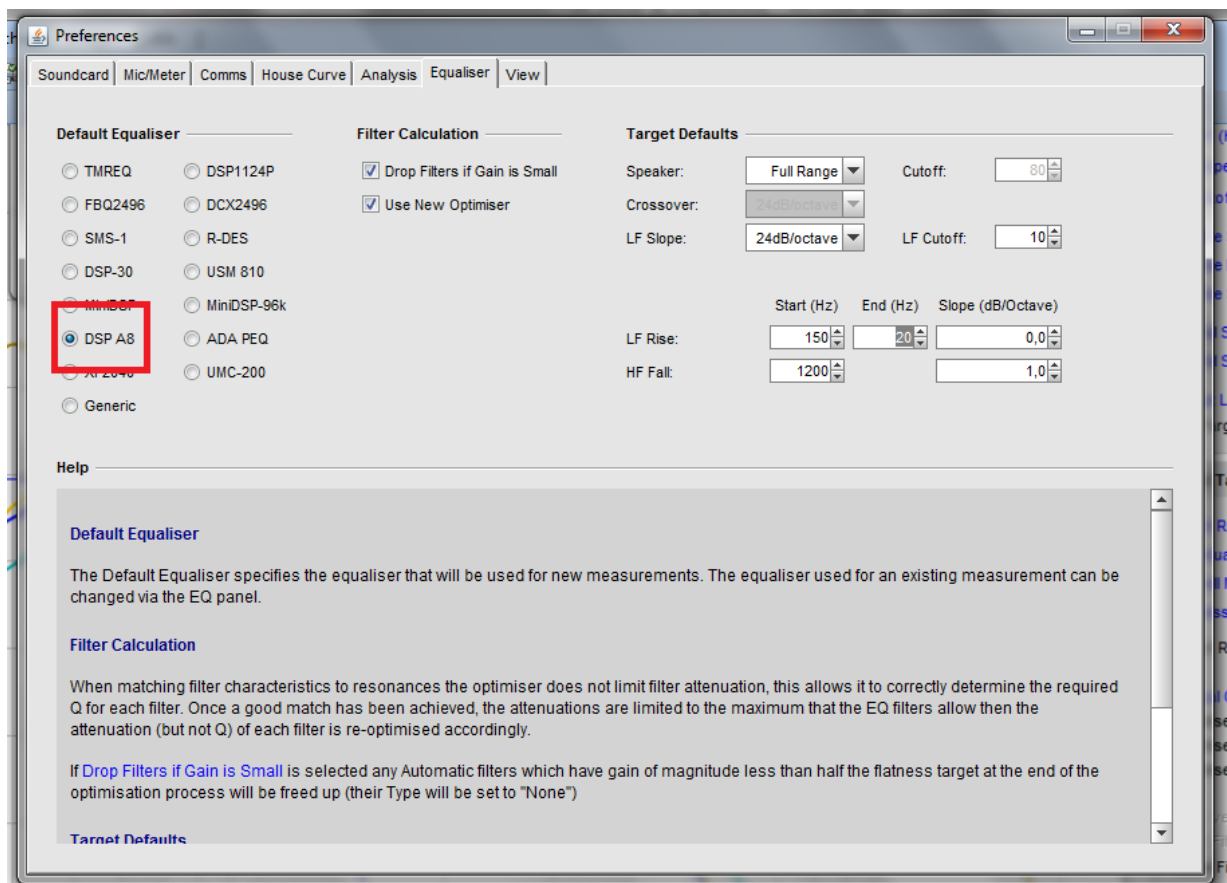 Preferences
Soundcard Mic/Meter Comms House Curve Analysis Equaliser View
Default Equaliser Filter Calculation Target Defaults
TMREQ DSP1124P Drop Filters if Gain is Small Speaker: Full Range Cutoff: 80
FBQ2496 DCX2496 Use New Optimiser Crossover: 24dB/octave
SMS-1 R-DES LF Slope: 24dB/octave LF Cutoff: 10
DSP-30 USM 810
MiniDSP-96k Start (Hz) End (Hz) Slope (dB/Octave)
DSP A8 ADA PEQ LF Rise: 150 20 0,0
UMC-200 HF Fall: 1200 1,0
Generic
Help
Default Equaliser
The Default Equaliser specifies the equaliser that will be used for new measurements. The equaliser used for an existing measurement can be
changed via the EQ panel.
Filter Calculation
When matching filter characteristics to resonances the optimiser does not limit filter attenuation, this allows it to correctly determine the required
Q for each filter. Once a good match has been achieved, the attenuations are limited to the maximum that the EQ filters allow then the
attenuation (but not Q) of each filter is re-optimised accordingly.
If Drop Filters if Gain is Small is selected any Automatic filters which have gain of magnitude less than half the flatness target at the end of the
optimisation process will be freed up (their Type will be set to "None")
Target Defaults